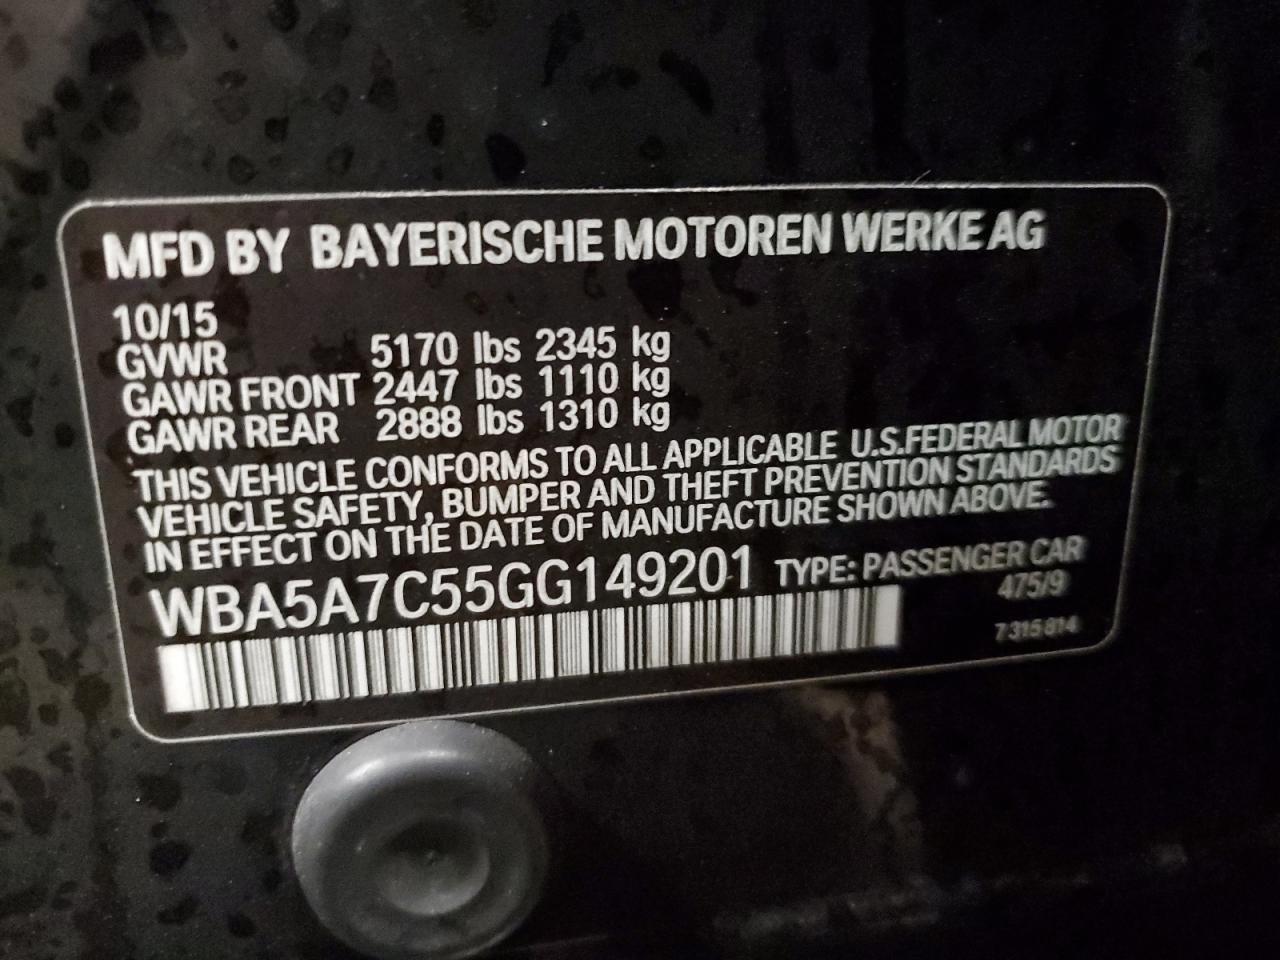 MFD BY BAYERISCHE MOTOREN WERKE AG
10/15
GVWR 5170 lbs 2345 kg
GAWR FRONT 2447 lbs 1110 kg
GAWR REAR 2888 lbs 1310 kg
THIS VEHICLE CONFORMS TO ALL APPLICABLE U.S.FEDERAL MOTOR
VEHICLE SAFETY, BUMPER AND THEFT PREVENTION STANDARDS
IN EFFECT ON THE DATE OF MANUFACTURE SHOWN ABOVE.
WBA5A7C55GG149201 TYPE: PASSENGER CAR
475/9
7 315 814